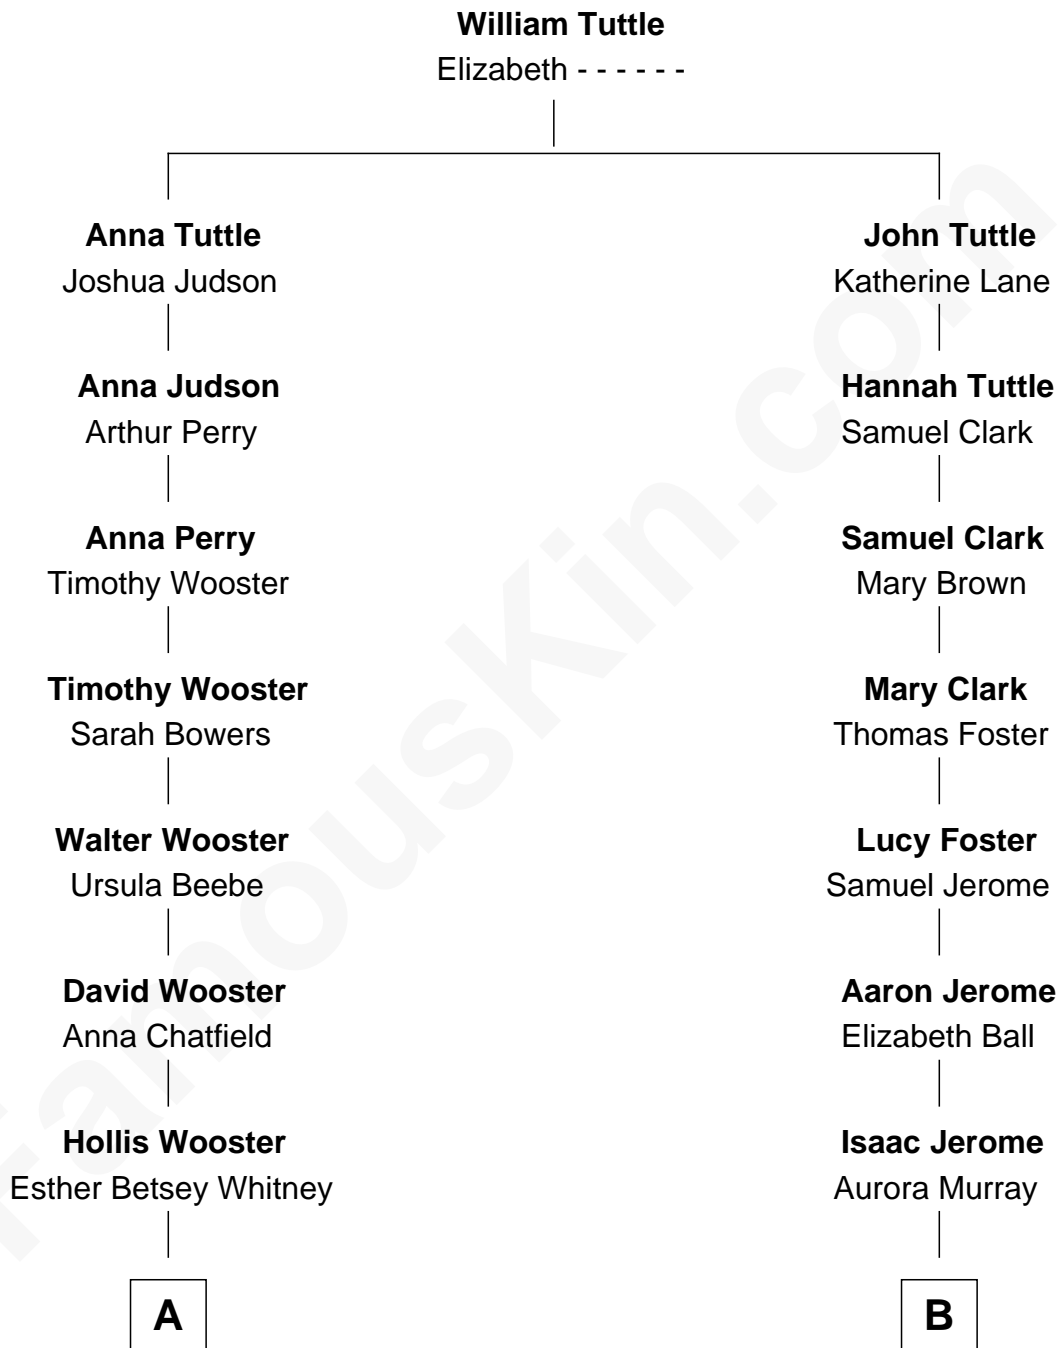 William Tuttle
Elizabeth - - - - - -
Anna Tuttle
Joshua Judson
John Tuttle
Katherine Lane
Anna Judson
Arthur Perry
Hannah Tuttle
Samuel Clark
Anna Perry
Timothy Wooster
Samuel Clark
Mary Brown
Timothy Wooster
Sarah Bowers
Mary Clark
Thomas Foster
Walter Wooster
Ursula Beebe
Lucy Foster
Samuel Jerome
David Wooster
Anna Chatfield
Aaron Jerome
Elizabeth Ball
Hollis Wooster
Esther Betsey Whitney
Isaac Jerome
Aurora Murray
A
B
FamousKin.com